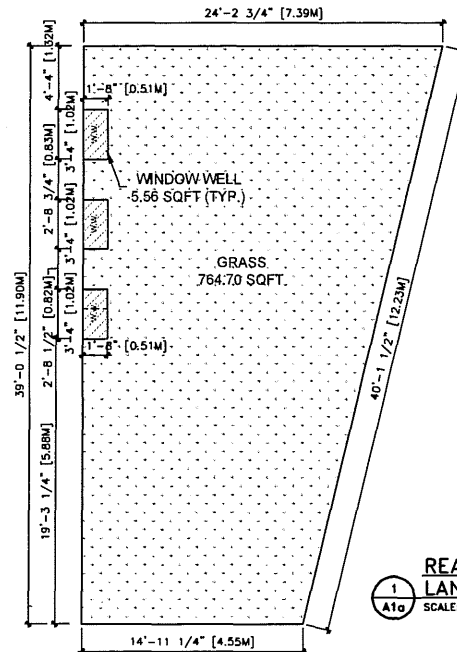 24'-2 3/4" [7.39M]
4'-4" [1.32M]
1'-8" [0.51M]
3'-4" [1.02M]
2'-8 3/4" [0.83M]
3'-4" [1.02M]
2'-8 1/2" [0.82M]
3'-4" [1.02M]
1'-8" [0.51M]
39'-0 1/2" [11.90M]
19'-3 1/4" [5.88M]
W.W.
W.W.
W.W.
WINDOW WELL
5.56 SQFT (TYP.)
GRASS
764.70 SQFT
40'-1 1/2" [12.23M]
14'-11 1/4" [4.55M]
1
A1a
REA
LAN
SCALE